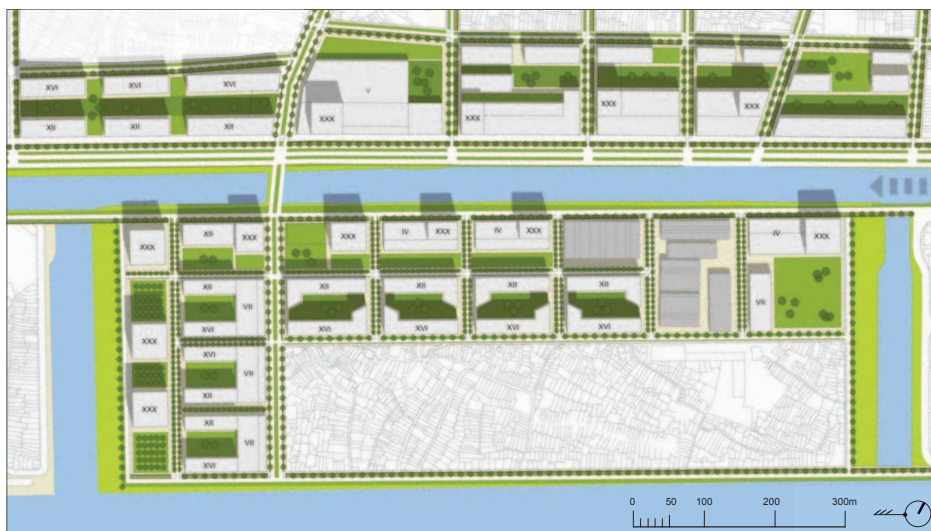 XVI XVI XVI
V
XII XII XII
XXX XXX XXX XXX
XXX
XII XXX
XXX IV XXX
IV XXX
IV XXX
XII
VII
XVI
XII XII XII XII
VII
XXX
XVI XVI XVI XVI
XVI
VII
XII
XXX
XII
VII
XVI
0 50 100 200 300m